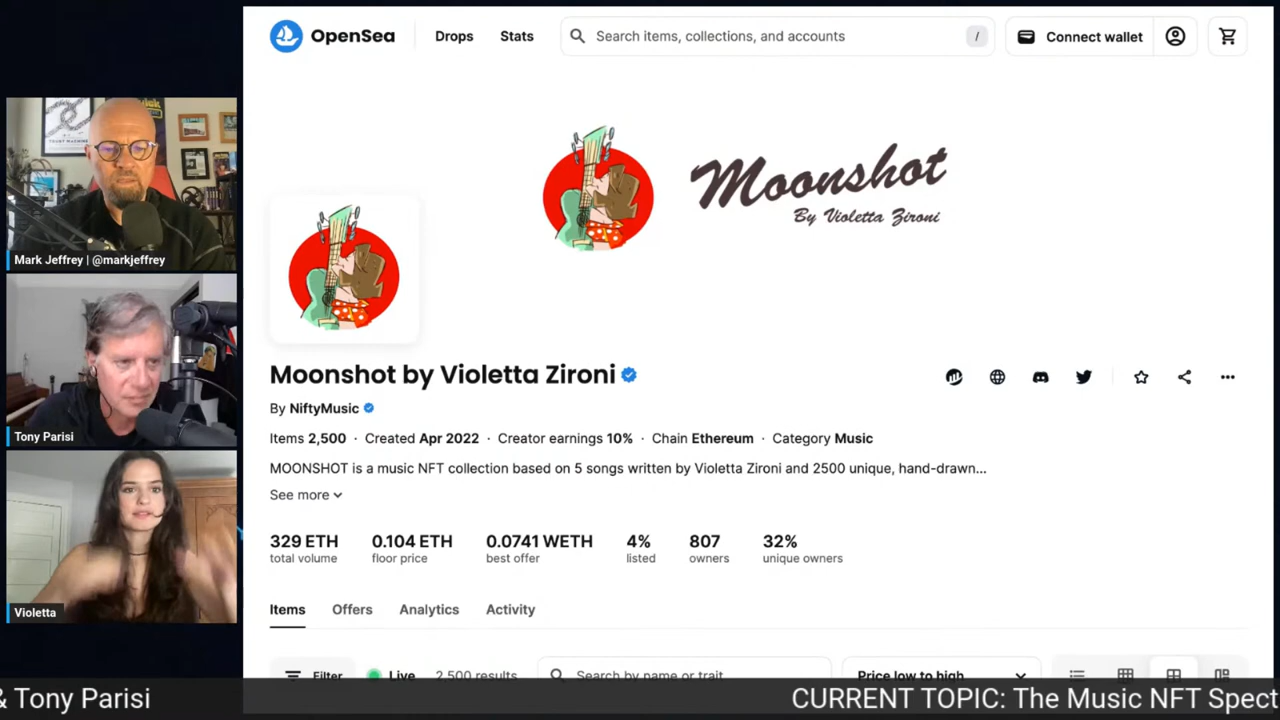 OpenSea
Drops
Stats
Search items, collections, and accounts
/
Connect wallet
Moonshot
By Violetta Zironi
Mark Jeffrey | @markjeffrey
Tony Parisi
Violetta
Moonshot by Violetta Zironi
By NiftyMusic
Items 2,500 · Created Apr 2022 · Creator earnings 10% · Chain Ethereum · Category Music
MOONSHOT is a music NFT collection based on 5 songs written by Violetta Zironi and 2500 unique, hand-drawn...
See more
329 ETH 0.104 ETH 0.0741 WETH 4% 807 32%
total volume floor price best offer listed owners unique owners
Items Offers Analytics Activity
Filter Live 2,500 results Search by name or trait Price low to high
& Tony Parisi CURRENT TOPIC: The Music NFT Spect